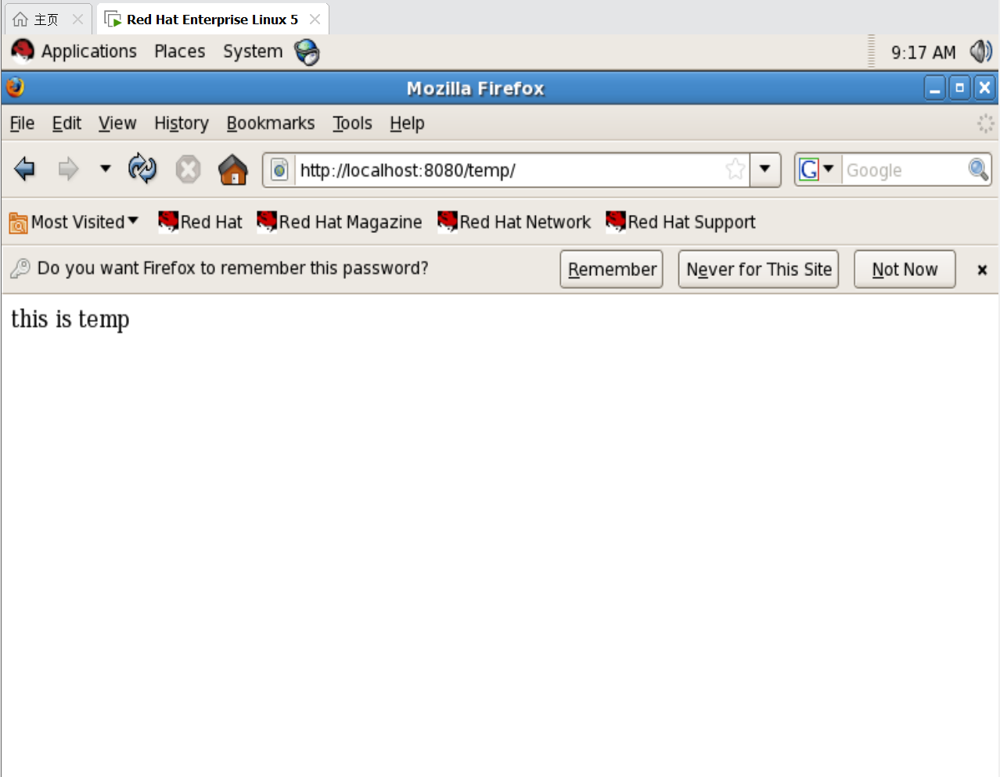 主页 Red Hat Enterprise Linux 5
Applications Places System 9:17 AM
Mozilla Firefox
File Edit View History Bookmarks Tools Help
http://localhost:8080/temp/ G Google
Most Visited Red Hat Red Hat Magazine Red Hat Network Red Hat Support
Do you want Firefox to remember this password? Remember Never for This Site Not Now
this is temp